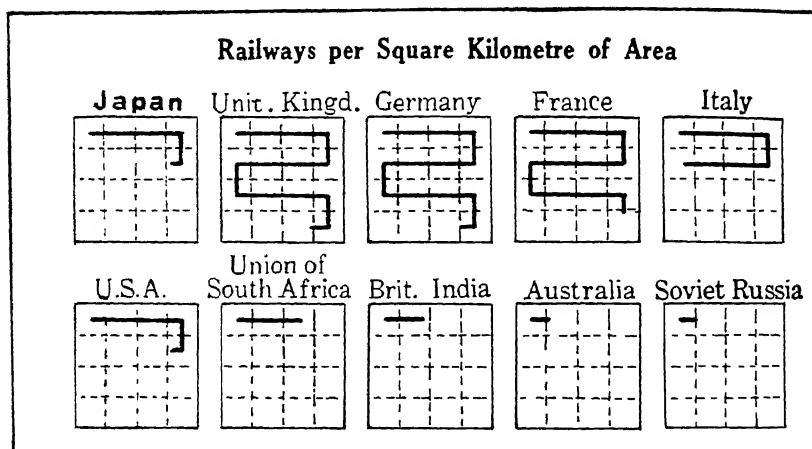 Railways per Square Kilometre of Area
Japan Unit. Kingd. Germany France Italy
U.S.A. Union of South Africa Brit. India Australia Soviet Russia